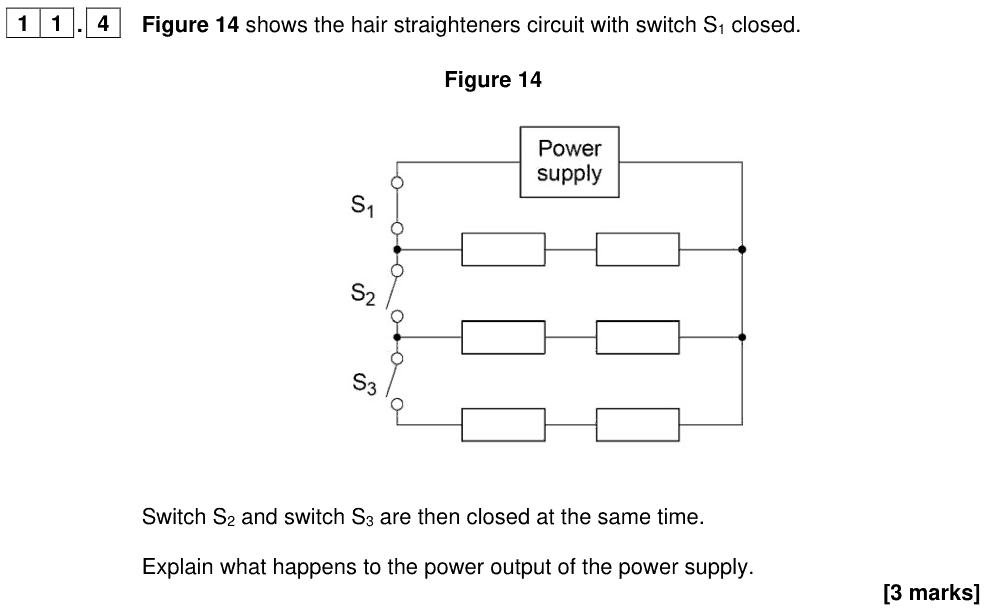 1 1 . 4 Figure 14 shows the hair straighteners circuit with switch S₁ closed.
Figure 14
Power
supply
S₁
S₂
S₃
Switch S₂ and switch S₃ are then closed at the same time.
Explain what happens to the power output of the power supply.
[3 marks]